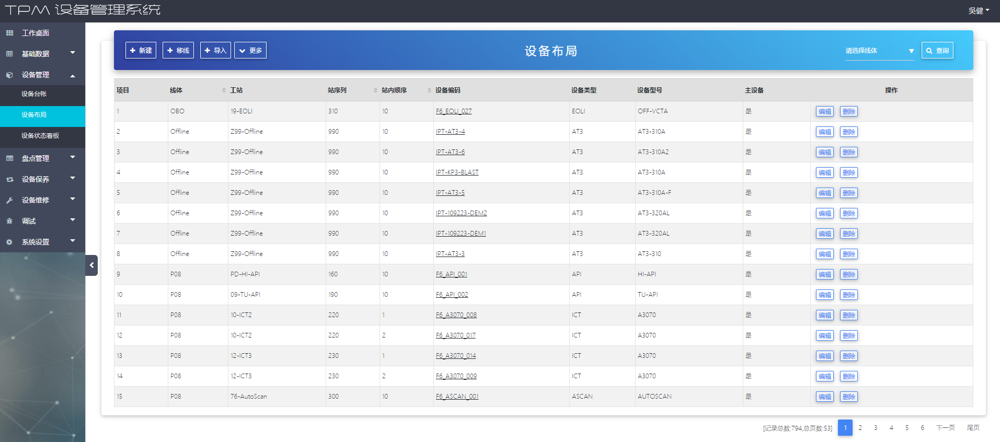 TPM 设备管理系统
吳健
工作桌面
基础数据
设备管理
设备台帐
设备布局
设备状态看板
盘点管理
设备保养
设备维修
调试
系统设置
新建 移线 导入 更多
设备布局
请选择线体 查询
项目 线体 工站 站序列 站内顺序 设备编码 设备类型 设备型号 主设备 操作
1 OBO 19-EOLI 310 10 F6_EOLI_027 EOLI OFF-VCTA 是 编辑 删除
2 Offline Z99-Offline 990 10 IPT-AT3-4 AT3 AT3-310A 是 编辑 删除
3 Offline Z99-Offline 990 10 IPT-AT3-6 AT3 AT3-310A2 是 编辑 删除
4 Offline Z99-Offline 990 10 IPT-KP3-BLAST AT3 AT3-310A 是 编辑 删除
5 Offline Z99-Offline 990 10 IPT-AT3-5 AT3 AT3-310A-F 是 编辑 删除
6 Offline Z99-Offline 990 10 IPT-109223-DEM2 AT3 AT3-320AL 是 编辑 删除
7 Offline Z99-Offline 990 10 IPT-109223-DEM1 AT3 AT3-320AL 是 编辑 删除
8 Offline Z99-Offline 990 10 IPT-AT3-3 AT3 AT3-310 是 编辑 删除
9 P08 PD-HI-API 160 10 F6_API_001 API HI-API 是 编辑 删除
10 P08 09-TU-API 190 10 F6_API_002 API TU-API 是 编辑 删除
11 P08 10-ICT2 220 1 F6_A3070_008 ICT A3070 是 编辑 删除
12 P08 10-ICT2 220 2 F6_A3070_017 ICT A3070 是 编辑 删除
13 P08 12-ICT3 230 1 F6_A3070_014 ICT A3070 是 编辑 删除
14 P08 12-ICT3 230 2 F6_A3070_009 ICT A3070 是 编辑 删除
15 P08 76-AutoScan 300 10 F6_ASCAN_001 ASCAN AUTOSCAN 是 编辑 删除
[记录总数:794,总页数:53] 1 2 3 4 5 6 下一页 尾页